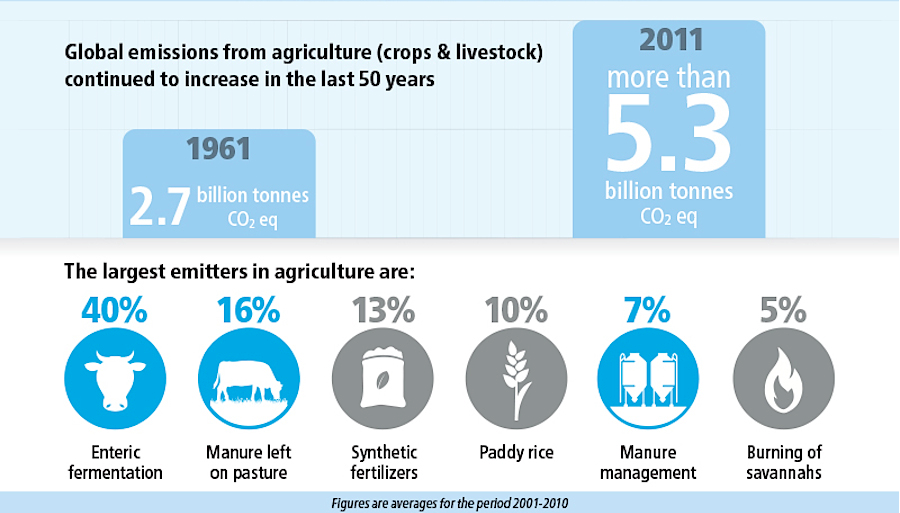 Global emissions from agriculture (crops & livestock)
continued to increase in the last 50 years
1961
2.7 billion tonnes
CO₂ eq
2011
more than
5.3
billion tonnes
CO₂ eq
The largest emitters in agriculture are:
40%
Enteric
fermentation
16%
Manure left
on pasture
13%
Synthetic
fertilizers
10%
Paddy rice
7%
Manure
management
5%
Burning of
savannahs
Figures are averages for the period 2001-2010